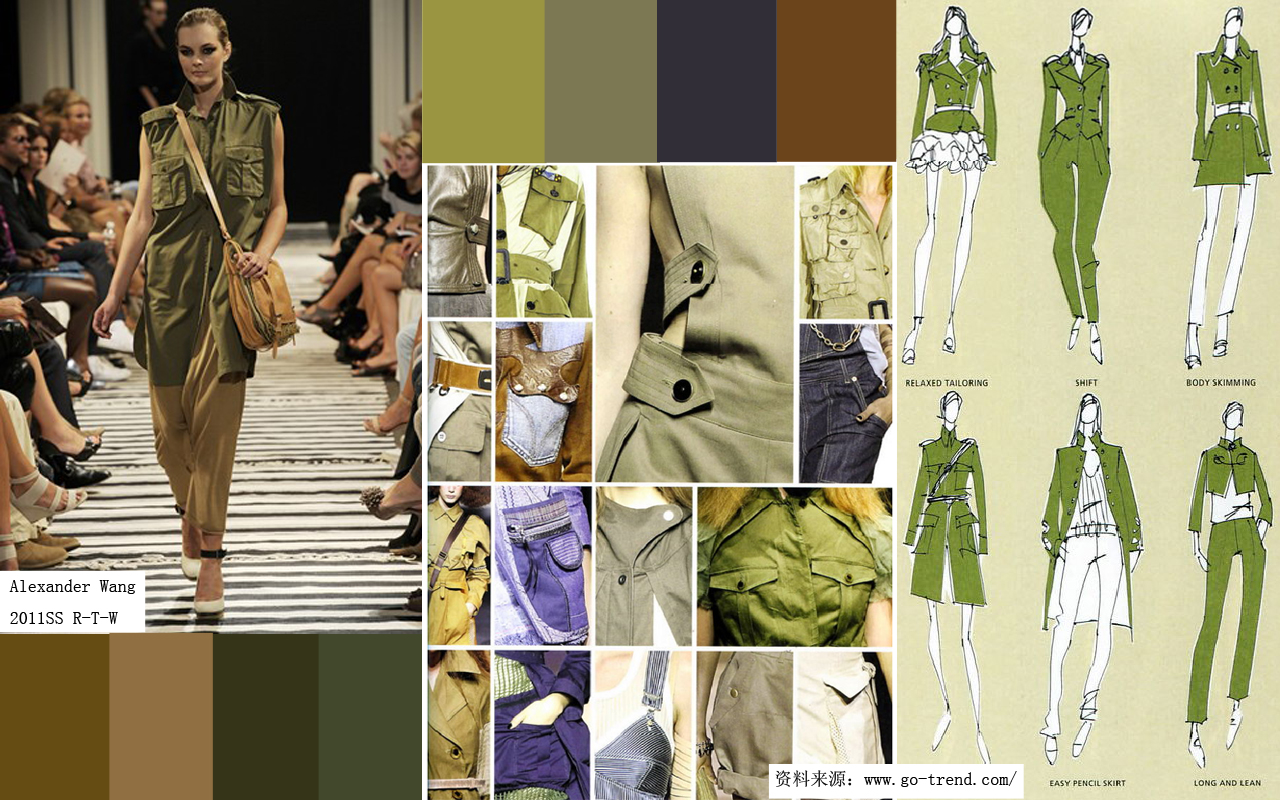 Alexander Wang
2011SS R-T-W
RELAXED TAILORING
SHIFT
BODY SKIMMING
EASY PENCIL SKIRT
LONG AND LEAN
资料来源：www.go-trend.com/